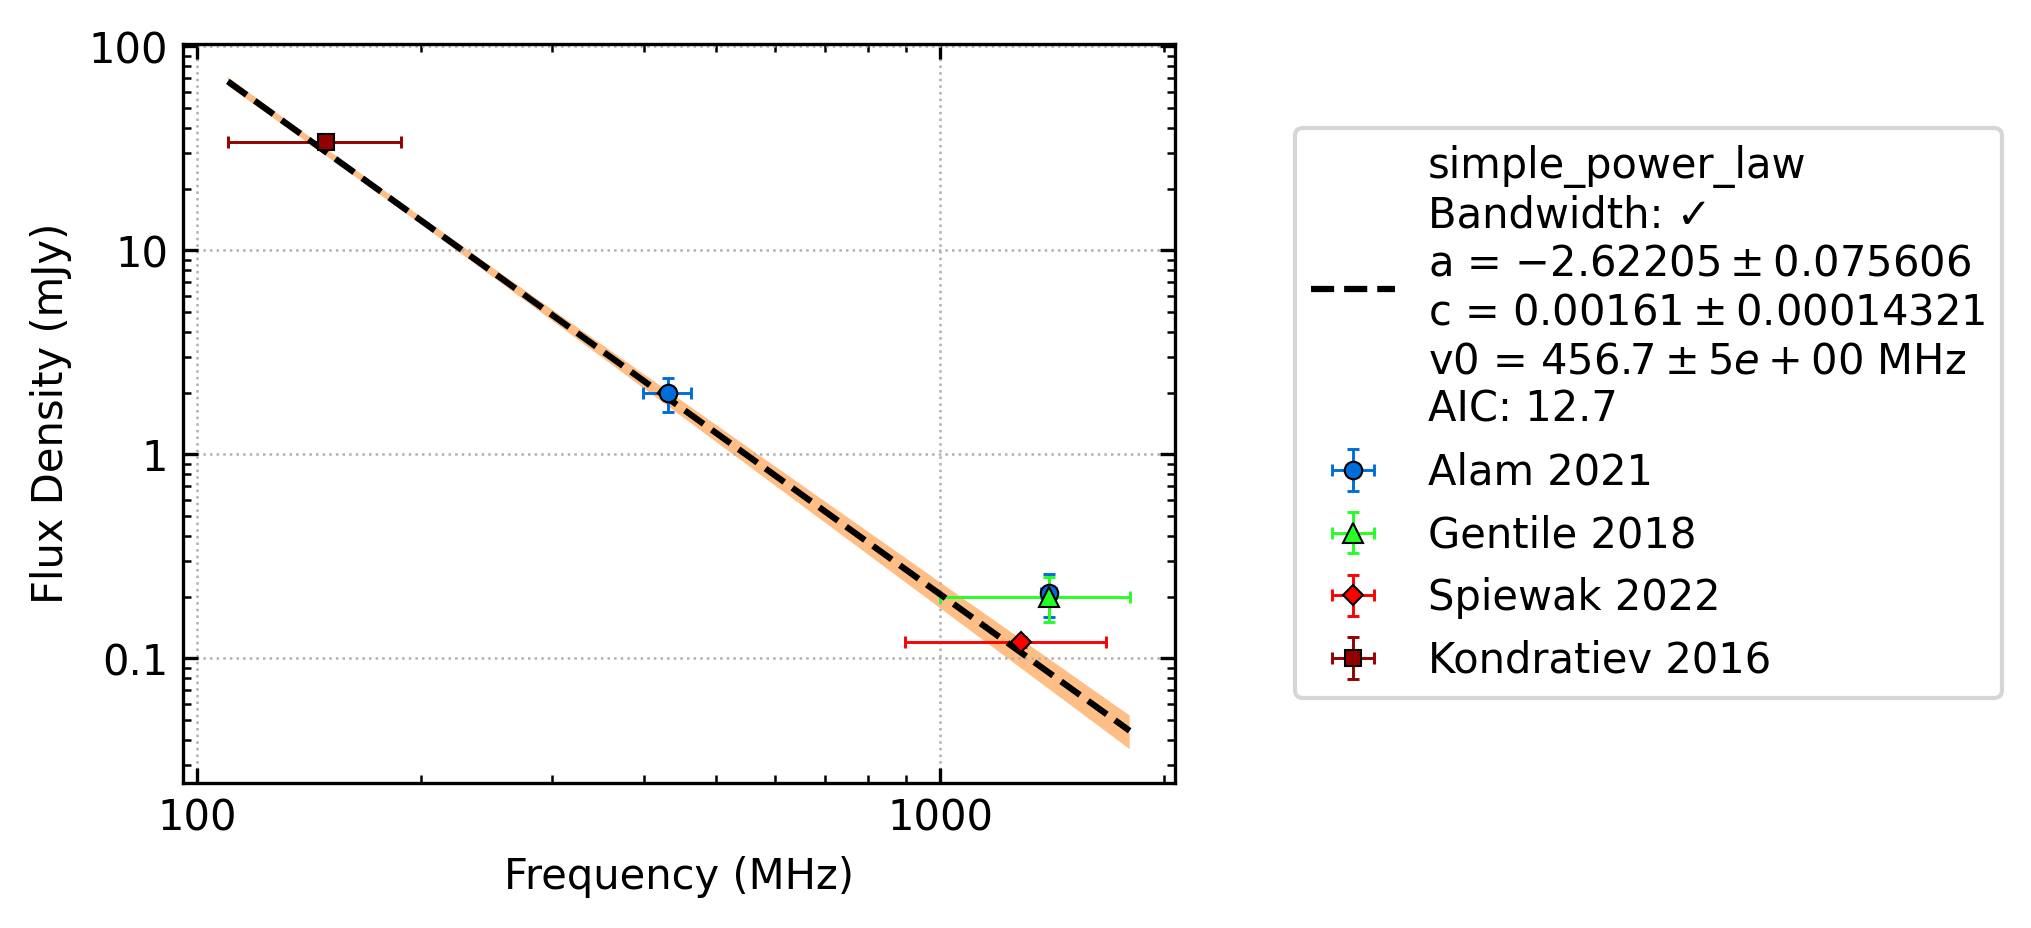 100
10
1
0.1
Flux Density (mJy)
100
1000
Frequency (MHz)
simple_power_law
Bandwidth: ✓
a = −2.62205 ± 0.075606
c = 0.00161 ± 0.00014321
v0 = 456.7 ± 5e + 00 MHz
AIC: 12.7
Alam 2021
Gentile 2018
Spiewak 2022
Kondratiev 2016